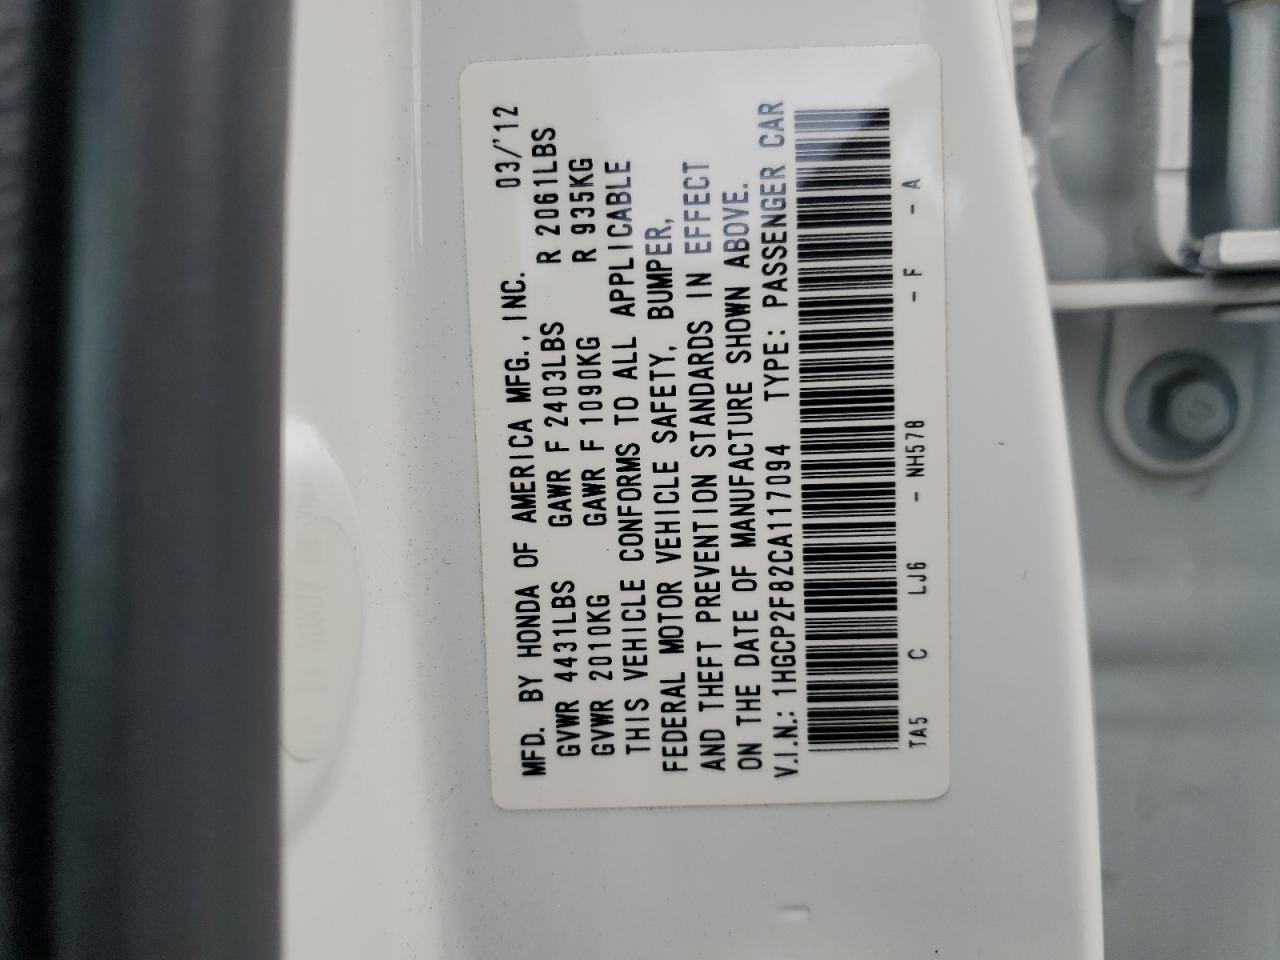 MFD. BY HONDA OF AMERICA MFG., INC. 03/'12
GVWR 4431LBS GAWR F 2403LBS R 2061LBS
GVWR 2010KG GAWR F 1090KG R 935KG
THIS VEHICLE CONFORMS TO ALL APPLICABLE
FEDERAL MOTOR VEHICLE SAFETY, BUMPER,
AND THEFT PREVENTION STANDARDS IN EFFECT
ON THE DATE OF MANUFACTURE SHOWN ABOVE.
V.I.N.: 1HGCP2F82CA117094 TYPE: PASSENGER CAR
TA5 C LJ6 - NH578 - F - A